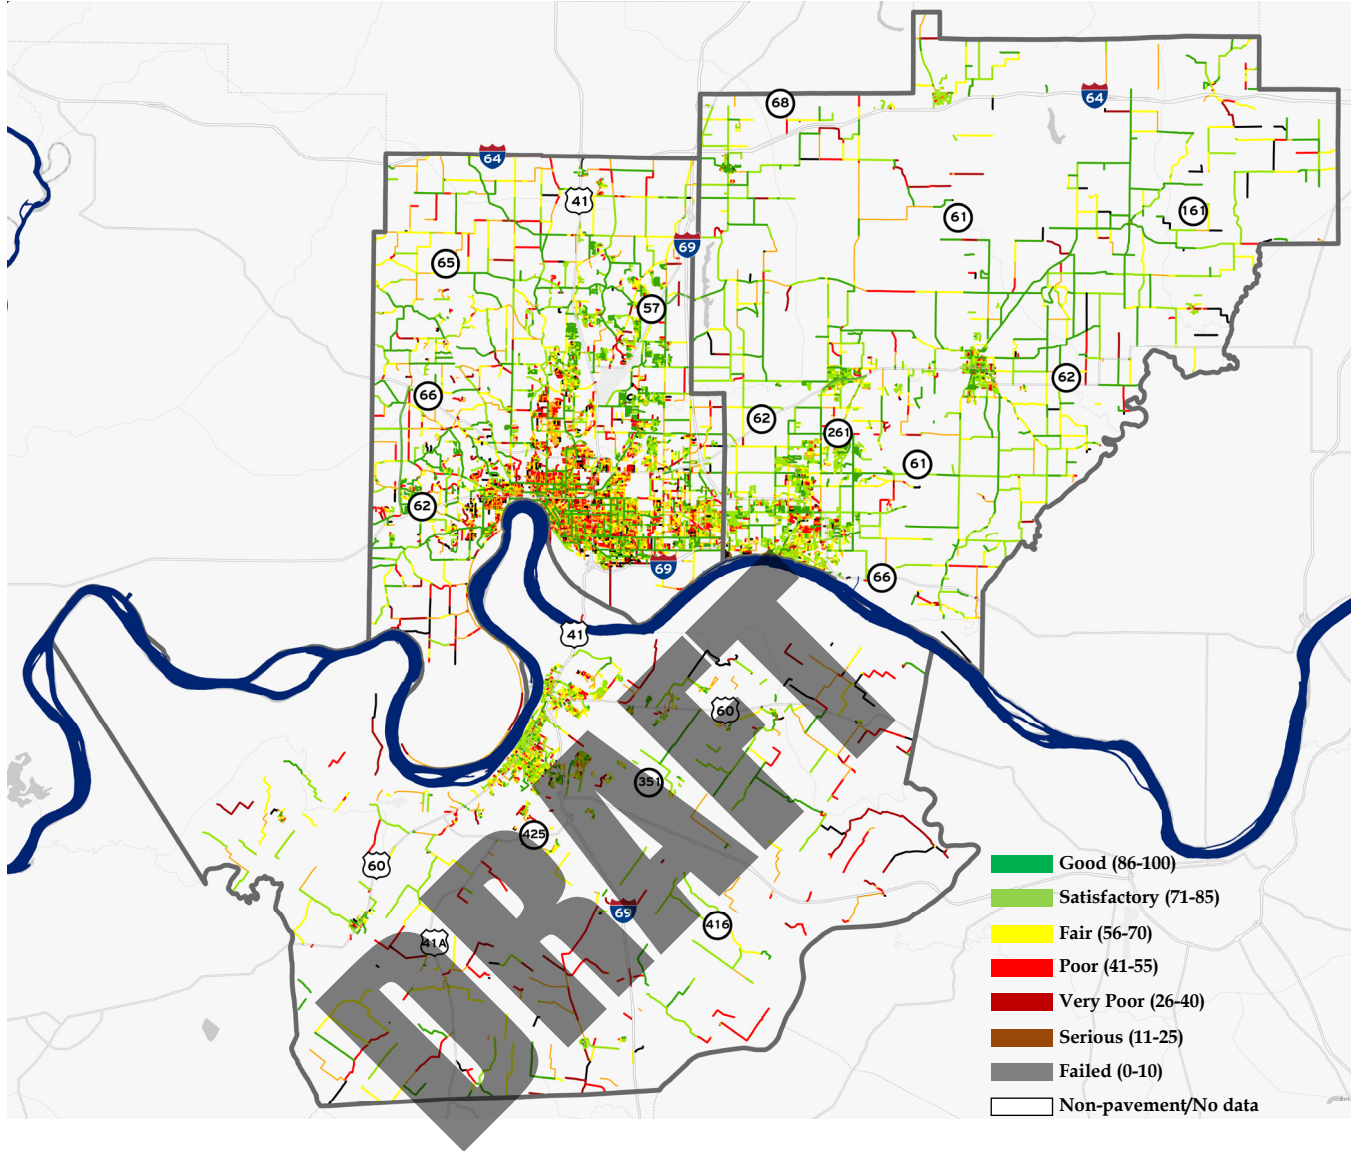 68
64
64
41
161
61
69
65
57
62
66
62
261
61
62
69
66
41
60
351
425
60
69
416
41A
DRAFT
Good (86-100)
Satisfactory (71-85)
Fair (56-70)
Poor (41-55)
Very Poor (26-40)
Serious (11-25)
Failed (0-10)
Non-pavement/No data